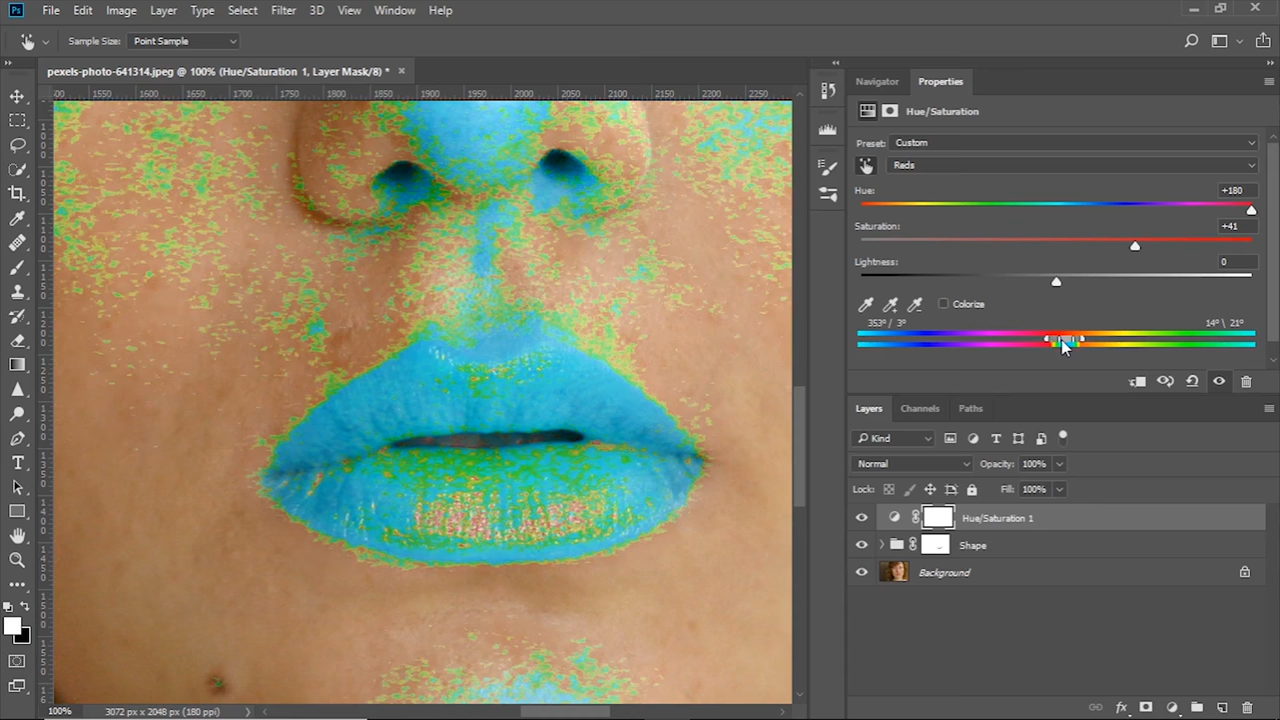 Ps File Edit Image Layer Type Select Filter 3D View Window Help
Sample Size: Point Sample
pexels-photo-641314.jpeg @ 100% (Hue/Saturation 1, Layer Mask/8) * ×
00 1550 1600 1650 1700 1750 1800 1850 1900 1950 2000 2050 2100 2150 2200 2250
Navigator Properties
Hue/Saturation
Preset: Custom
Reds
Hue: +180
Saturation: +41
Lightness: 0
Colorize
353° / 3° 14° \ 21°
Layers Channels Paths
Kind
Normal Opacity: 100%
Lock: Fill: 100%
Hue/Saturation 1
Shape
Background
100% 3072 px x 2048 px (180 ppi)